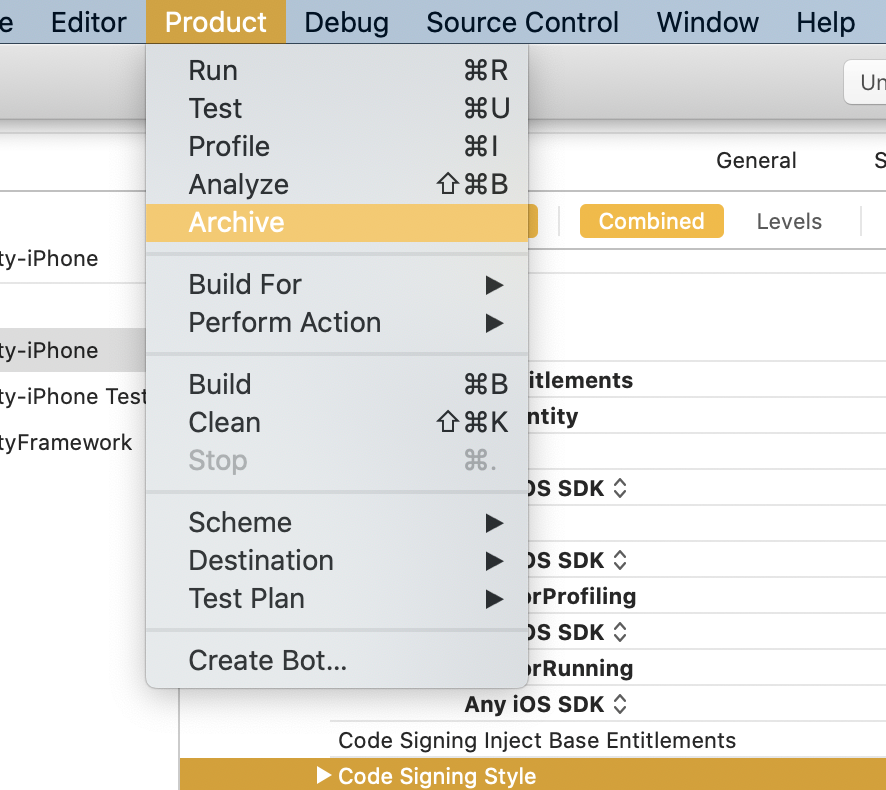 e Editor Product Debug Source Control Window Help
Run ⌘R
Un
Test ⌘U
Profile ⌘I
General S
Analyze ⇧⌘B
Archive
Combined Levels
ty-iPhone
Build For ▶
Perform Action ▶
ty-iPhone
Build ⌘B
itlements
ty-iPhone Test
Clean ⇧⌘K
ntity
tyFramework
Stop ⌘.
OS SDK
Scheme ▶
Destination ▶
OS SDK
Test Plan ▶
orProfiling
OS SDK
Create Bot...
orRunning
Any iOS SDK
Code Signing Inject Base Entitlements
▶ Code Signing Style